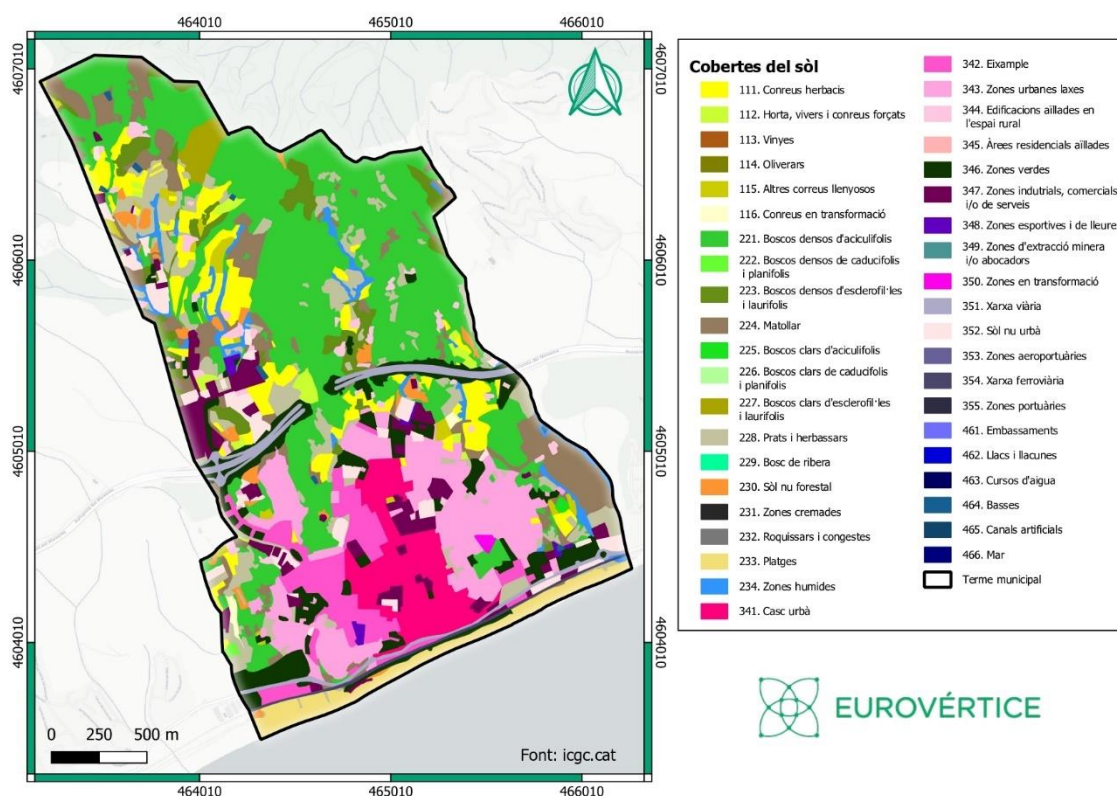 464010 465010 466010
4607010 4607010
4606010 4606010
4605010 4605010
4604010 4604010
0 250 500 m
Font: icgc.cat
464010 465010 466010
Cobertes del sòl
111. Conreus herbacis
112. Horta, vivers i conreus forçats
113. Vinyes
114. Oliverars
115. Altres correus llenyosos
116. Conreus en transformació
221. Boscos densos d'aciculifolis
222. Boscos densos de caducifolis
i planifolis
223. Boscos densos d'esclerofil·les
i laurifolis
224. Matollar
225. Boscos clars d'aciculifolis
226. Boscos clars de caducifolis
i planifolis
227. Boscos clars d'esclerofil·les
i laurifolis
228. Prats i herbassars
229. Bosc de ribera
230. Sòl nu forestal
231. Zones cremades
232. Roquissars i congestes
233. Platges
234. Zones humides
341. Casc urbà
342. Eixample
343. Zones urbanes laxes
344. Edificacions aïllades en
l'espai rural
345. Àrees residencials aïllades
346. Zones verdes
347. Zones indutrials, comercials
i/o de serveis
348. Zones esportives i de lleure
349. Zones d'extracció minera
i/o abocadors
350. Zones en transformació
351. Xarxa viària
352. Sòl nu urbà
353. Zones aeroportuàries
354. Xarxa ferroviària
355. Zones portuàries
461. Embassaments
462. Llacs i llacunes
463. Cursos d'aigua
464. Basses
465. Canals artificials
466. Mar
Terme municipal
EUROVÉRTICE